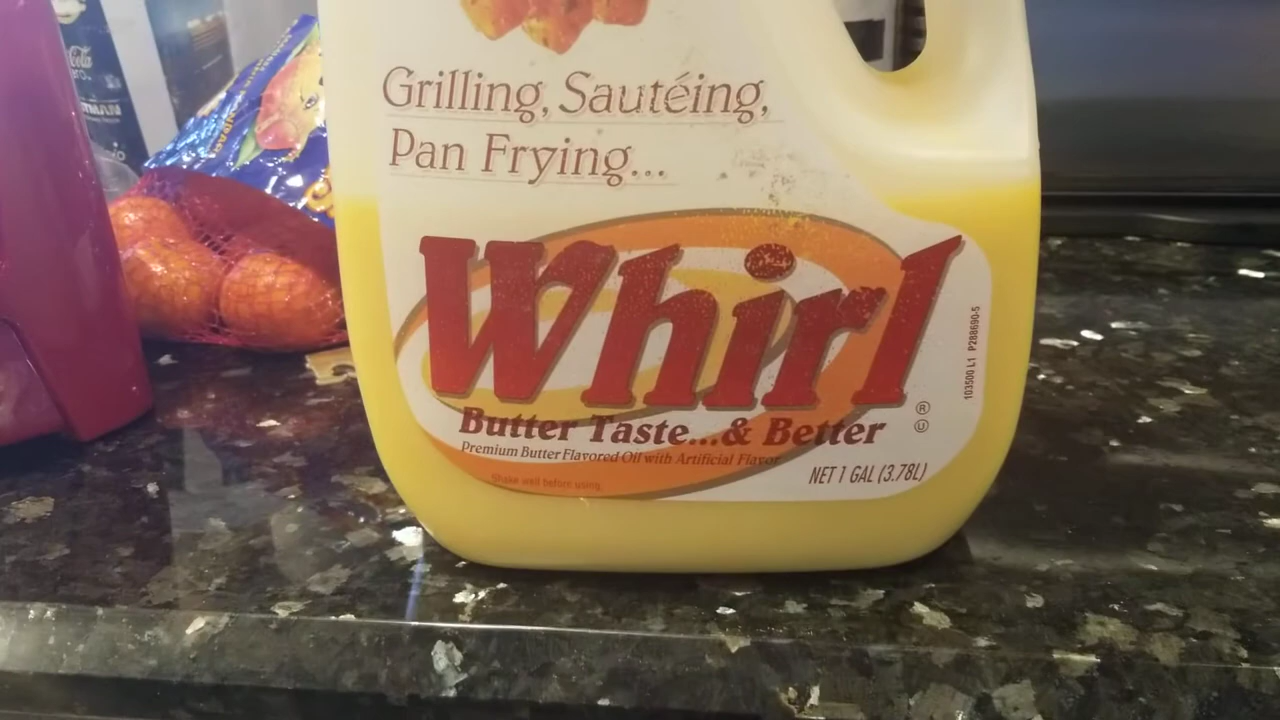 Grilling, Sautéing,
Pan Frying...
Whirl
Butter Taste...& Better
Premium Butter Flavored Oil with Artificial Flavor
Shake well before using.
NET 1 GAL (3.78L)
103500 L1 P288690-5
R
U